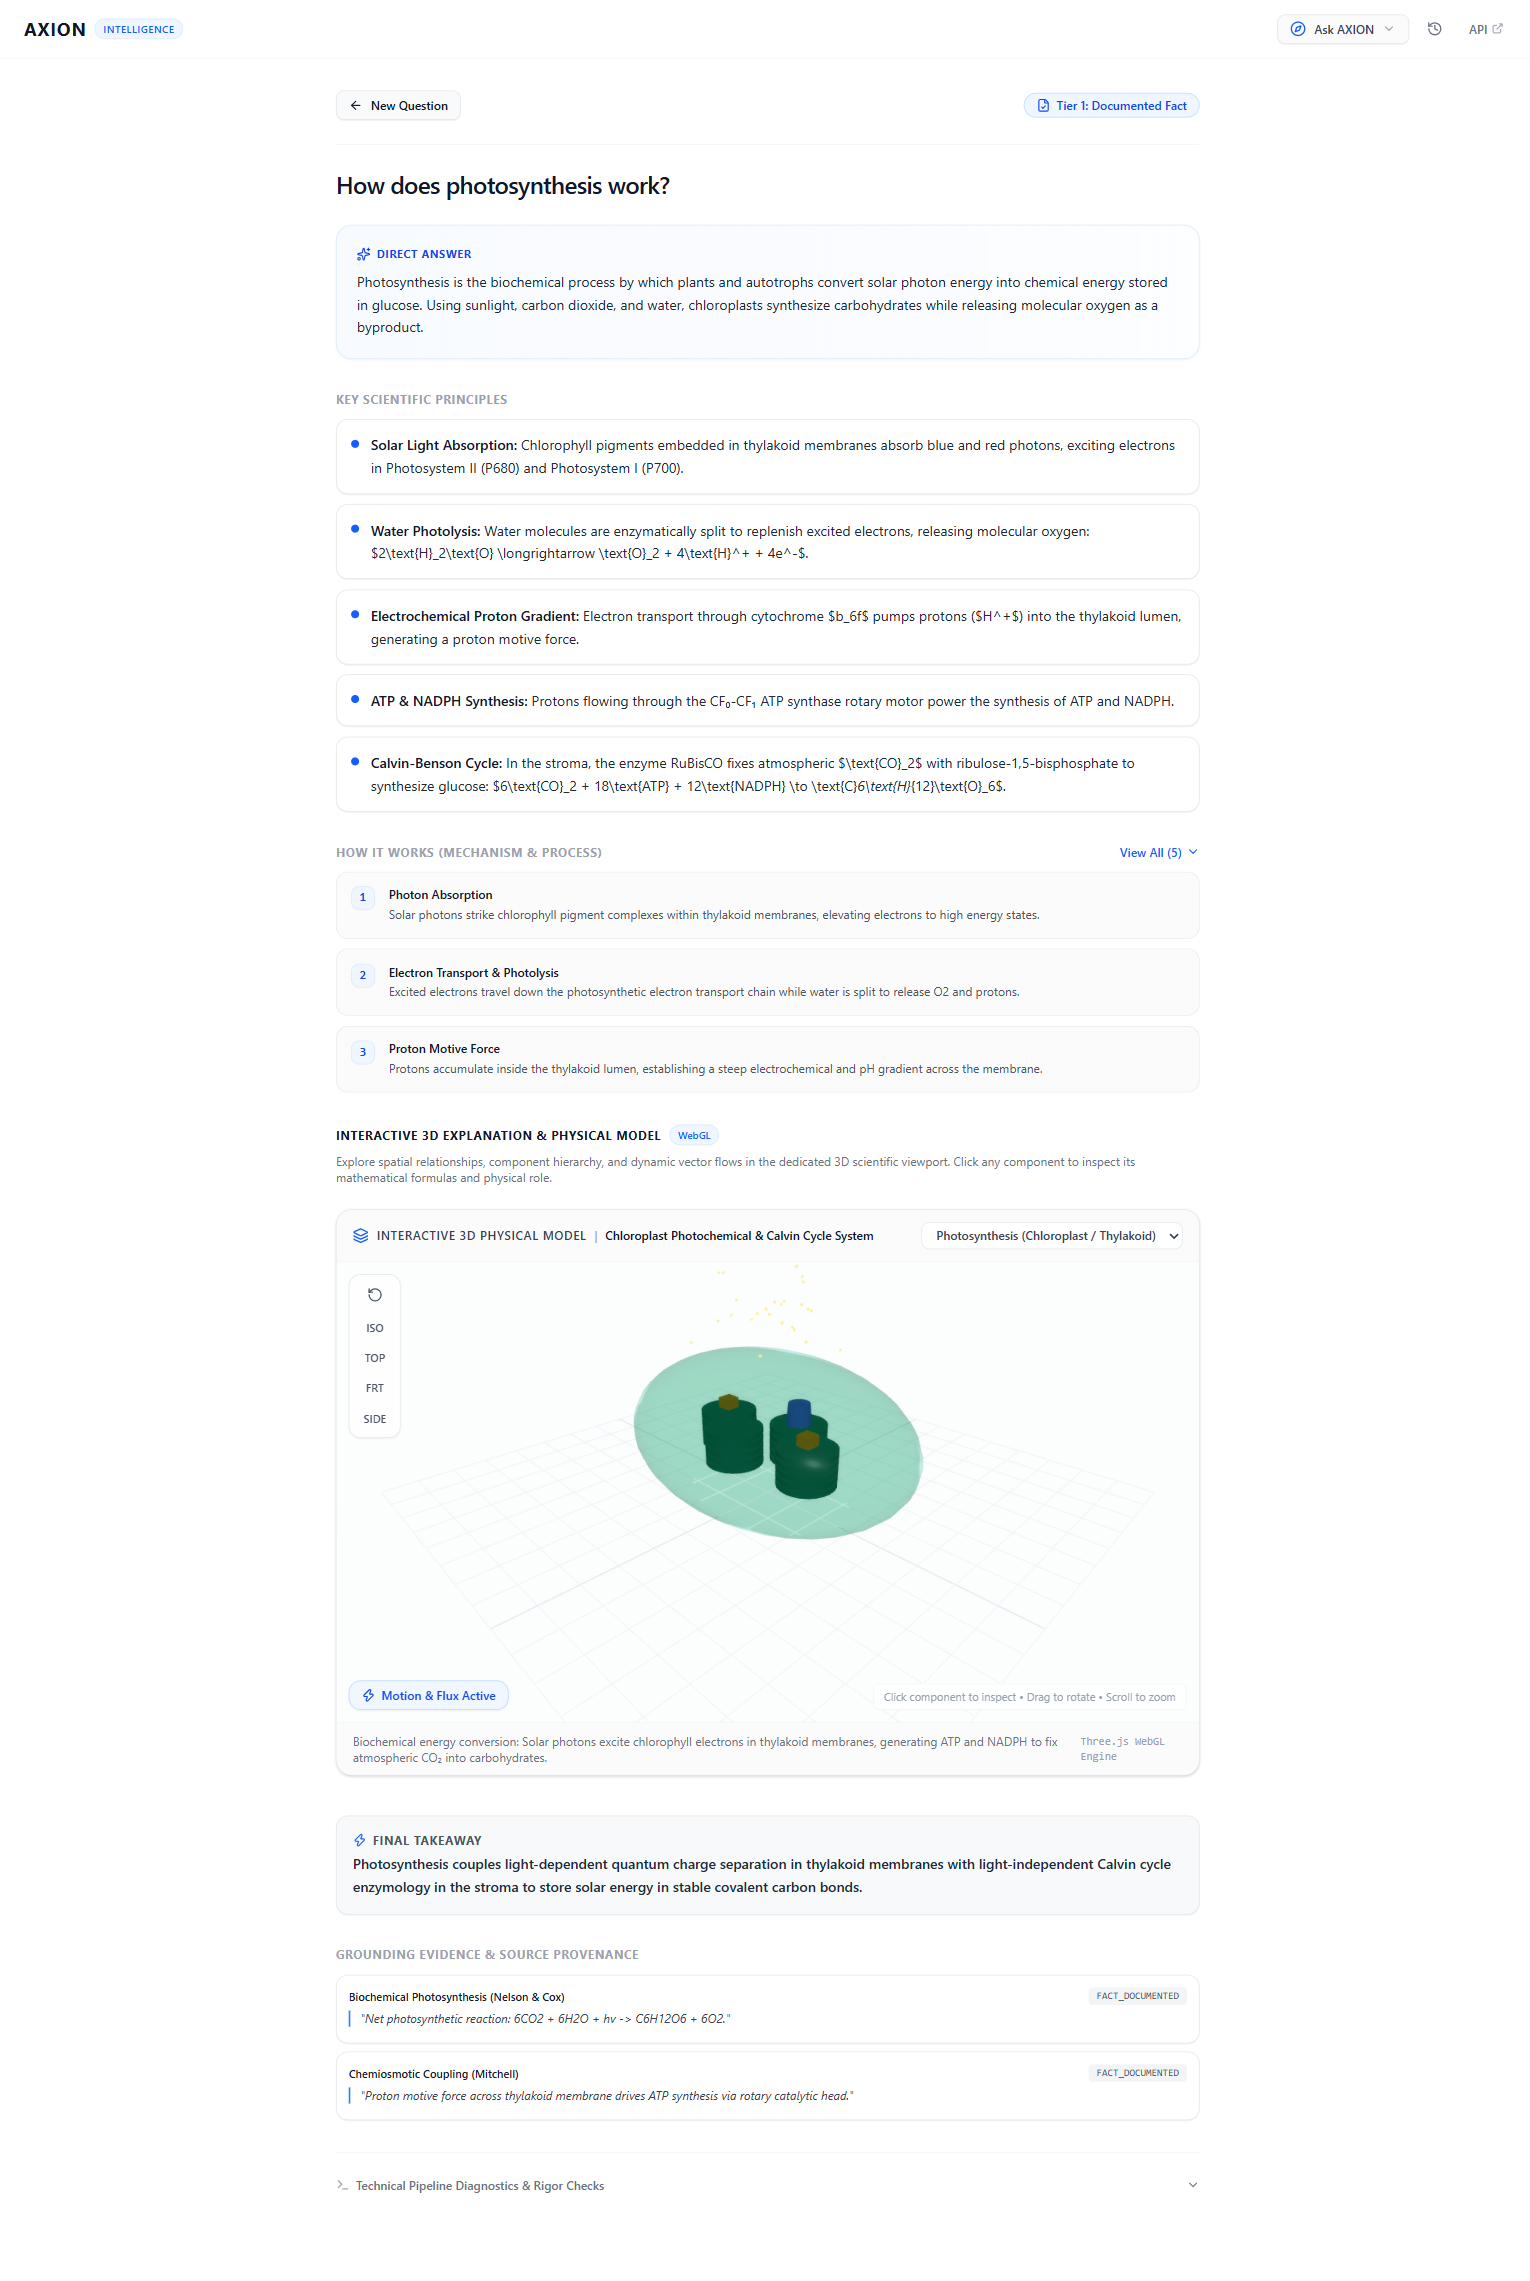 AXION INTELLIGENCE
Ask AXION
API
New Question
Tier 1: Documented Fact
How does photosynthesis work?
DIRECT ANSWER
Photosynthesis is the biochemical process by which plants and autotrophs convert solar photon energy into chemical energy stored
in glucose. Using sunlight, carbon dioxide, and water, chloroplasts synthesize carbohydrates while releasing molecular oxygen as a
byproduct.
KEY SCIENTIFIC PRINCIPLES
Solar Light Absorption: Chlorophyll pigments embedded in thylakoid membranes absorb blue and red photons, exciting electrons
in Photosystem II (P680) and Photosystem I (P700).
Water Photolysis: Water molecules are enzymatically split to replenish excited electrons, releasing molecular oxygen:
$2\text{H}_2\text{O} \longrightarrow \text{O}_2 + 4\text{H}^+ + 4e^-$.
Electrochemical Proton Gradient: Electron transport through cytochrome $b_6f$ pumps protons ($H^+$) into the thylakoid lumen,
generating a proton motive force.
ATP & NADPH Synthesis: Protons flowing through the CF₀-CF₁ ATP synthase rotary motor power the synthesis of ATP and NADPH.
Calvin-Benson Cycle: In the stroma, the enzyme RuBisCO fixes atmospheric $\text{CO}_2$ with ribulose-1,5-bisphosphate to
synthesize glucose: $6\text{CO}_2 + 18\text{ATP} + 12\text{NADPH} \to \text{C}6\text{H}{12}\text{O}_6$.
HOW IT WORKS (MECHANISM & PROCESS)
View All (5)
1
Photon Absorption
Solar photons strike chlorophyll pigment complexes within thylakoid membranes, elevating electrons to high energy states.
2
Electron Transport & Photolysis
Excited electrons travel down the photosynthetic electron transport chain while water is split to release O2 and protons.
3
Proton Motive Force
Protons accumulate inside the thylakoid lumen, establishing a steep electrochemical and pH gradient across the membrane.
INTERACTIVE 3D EXPLANATION & PHYSICAL MODEL WebGL
Explore spatial relationships, component hierarchy, and dynamic vector flows in the dedicated 3D scientific viewport. Click any component to inspect its
mathematical formulas and physical role.
INTERACTIVE 3D PHYSICAL MODEL | Chloroplast Photochemical & Calvin Cycle System
Photosynthesis (Chloroplast / Thylakoid)
ISO
TOP
FRT
SIDE
Motion & Flux Active
Click component to inspect • Drag to rotate • Scroll to zoom
Biochemical energy conversion: Solar photons excite chlorophyll electrons in thylakoid membranes, generating ATP and NADPH to fix
atmospheric CO₂ into carbohydrates.
Three.js WebGL
Engine
FINAL TAKEAWAY
Photosynthesis couples light-dependent quantum charge separation in thylakoid membranes with light-independent Calvin cycle
enzymology in the stroma to store solar energy in stable covalent carbon bonds.
GROUNDING EVIDENCE & SOURCE PROVENANCE
Biochemical Photosynthesis (Nelson & Cox)
FACT_DOCUMENTED
"Net photosynthetic reaction: 6CO2 + 6H2O + hv -> C6H12O6 + 6O2."
Chemiosmotic Coupling (Mitchell)
FACT_DOCUMENTED
"Proton motive force across thylakoid membrane drives ATP synthesis via rotary catalytic head."
Technical Pipeline Diagnostics & Rigor Checks